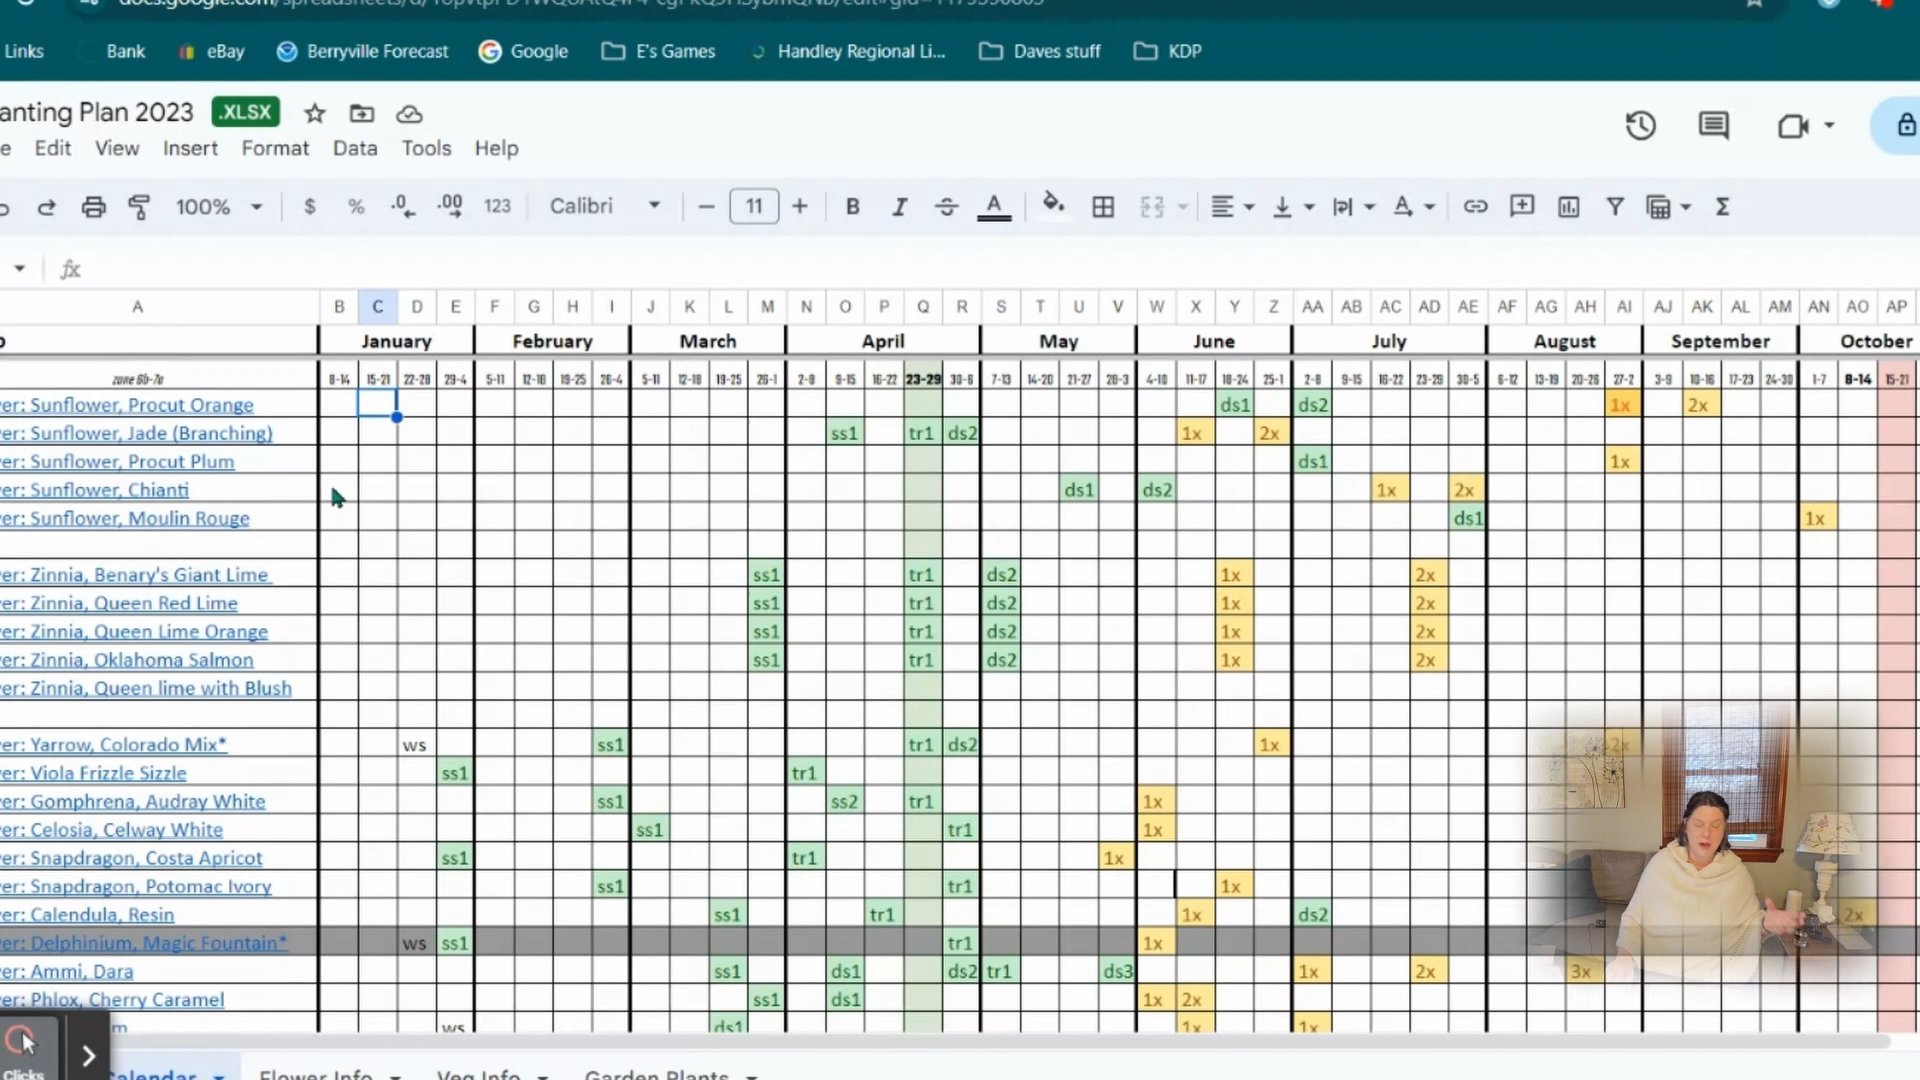 Links Bank eBay Berryville Forecast Google E's Games Handley Regional Li... Daves stuff KDP
anting Plan 2023 .XLSX
e Edit View Insert Format Data Tools Help
100% $ % .0 .00 123 Calibri 11 B I A Σ
fx
A B C D E F G H I J K L M N O P Q R S T U V W X Y Z AA AB AC AD AE AF AG AH AI AJ AK AL AM AN AO AP
January February March April May June July August September October
zone 6b-7a 8-14 15-21 22-28 29-4 5-11 12-18 19-25 26-4 5-11 12-18 19-25 26-1 2-8 9-15 16-22 23-29 30-6 7-13 14-20 21-27 28-3 4-10 11-17 18-24 25-1 2-8 9-15 16-22 23-29 30-5 6-12 13-19 20-26 27-2 3-9 10-16 17-23 24-30 1-7 8-14 15-21
er: Sunflower, Procut Orange ds1 ds2 1x 2x
er: Sunflower, Jade (Branching) ss1 tr1 ds2 1x 2x
er: Sunflower, Procut Plum ds1 1x
er: Sunflower, Chianti ds1 ds2 1x 2x
er: Sunflower, Moulin Rouge ds1 1x
er: Zinnia, Benary's Giant Lime ss1 tr1 ds2 1x 2x
er: Zinnia, Queen Red Lime ss1 tr1 ds2 1x 2x
er: Zinnia, Queen Lime Orange ss1 tr1 ds2 1x 2x
er: Zinnia, Oklahoma Salmon ss1 tr1 ds2 1x 2x
er: Zinnia, Queen lime with Blush
er: Yarrow, Colorado Mix* ws ss1 tr1 ds2 1x 2x
er: Viola Frizzle Sizzle ss1 tr1
er: Gomphrena, Audray White ss1 ss2 tr1 1x
er: Celosia, Celway White ss1 tr1 1x
er: Snapdragon, Costa Apricot ss1 tr1 1x
er: Snapdragon, Potomac Ivory ss1 tr1 1x
er: Calendula, Resin ss1 tr1 1x ds2 2x
er: Delphinium, Magic Fountain* ws ss1 tr1 1x
er: Ammi, Dara ss1 ds1 ds2 tr1 ds3 1x 2x 3x
er: Phlox, Cherry Caramel ss1 ds1 1x 2x
m ws ds1 1x 1x
Clicks
Calendar Flower Info Veg Info Garden Plants